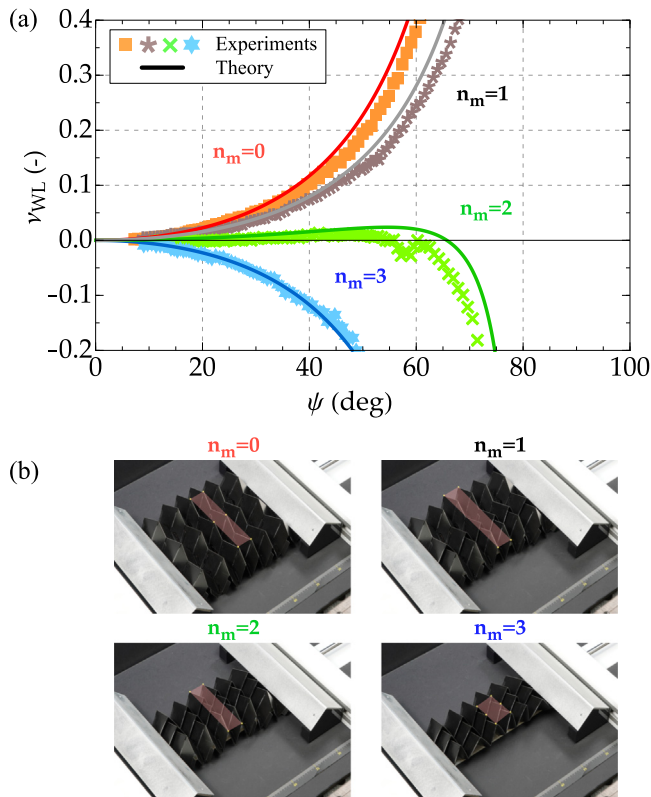 (a)
0.4
0.3
0.2
0.1
0.0
−0.1
−0.2
ν_WL (-)
Experiments
Theory
n_m=0
n_m=1
n_m=2
n_m=3
0 20 40 60 80 100
ψ (deg)
(b)
n_m=0 n_m=1
n_m=2 n_m=3